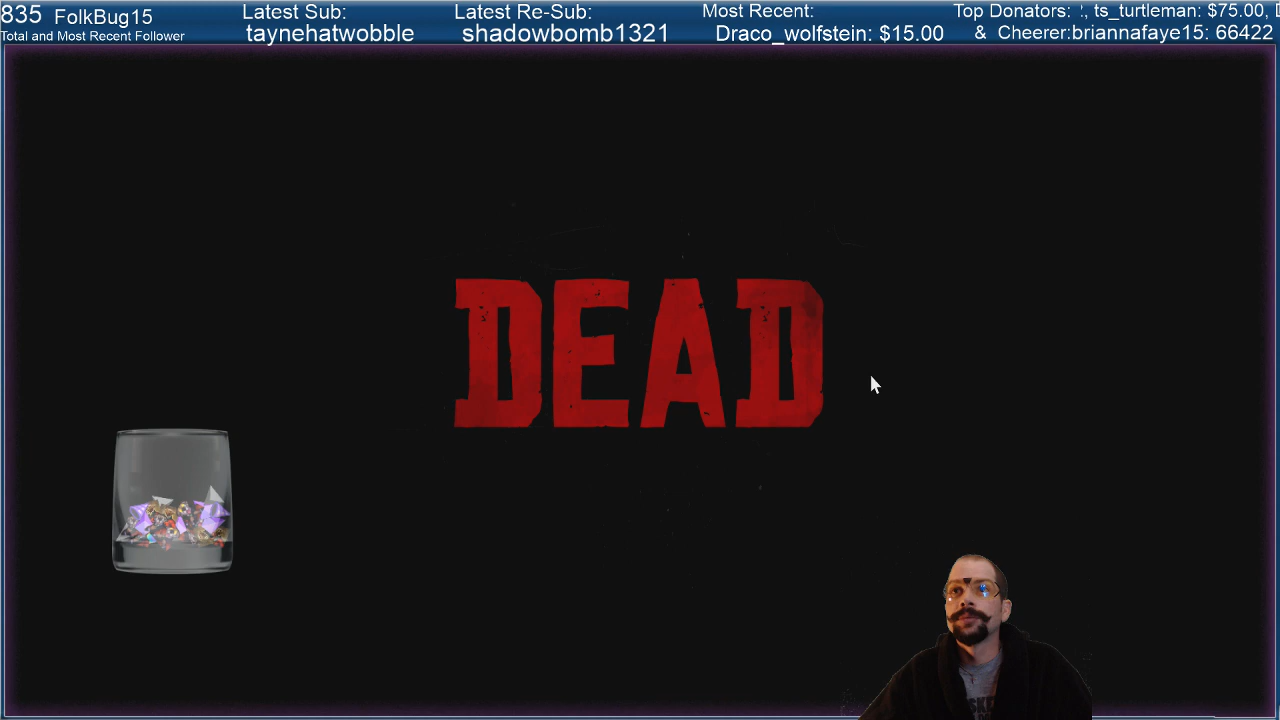 835 FolkBug15
Total and Most Recent Follower
Latest Sub:
taynehatwobble
Latest Re-Sub:
shadowbomb1321
Most Recent:
Draco_wolfstein: $15.00
Top Donators: , ts_turtleman: $75.00,
& Cheerer:briannafaye15: 66422
DEAD